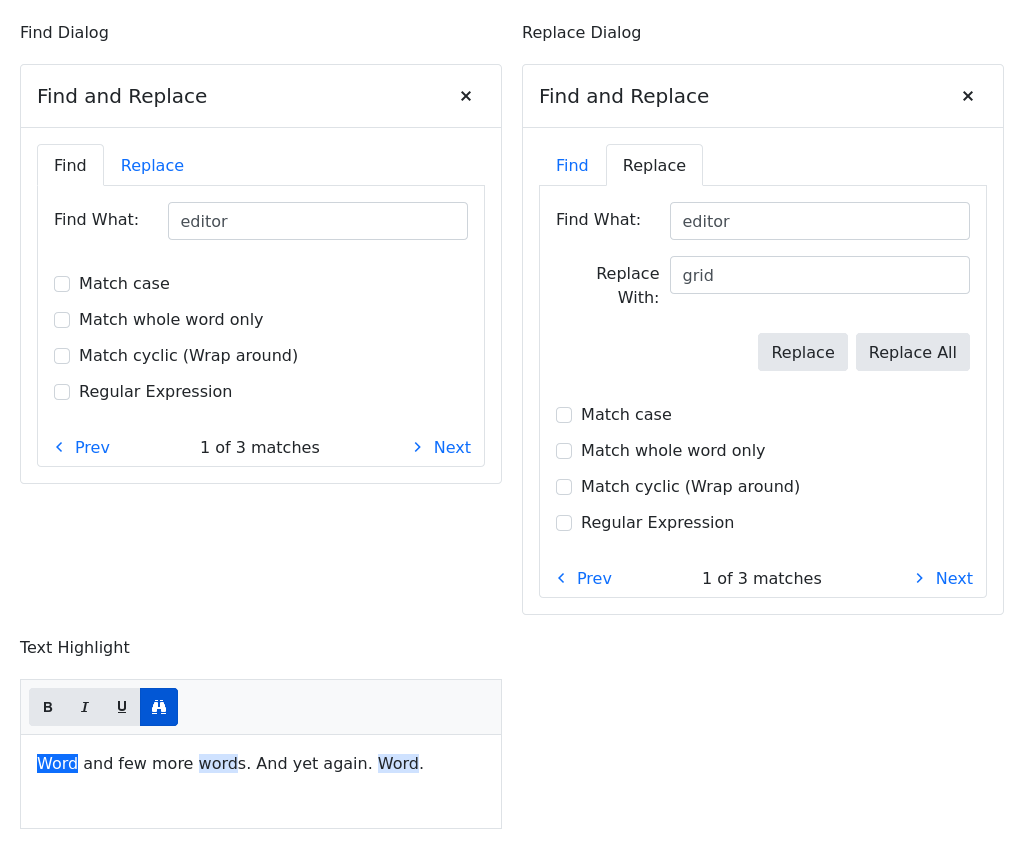 Find Dialog
Find and Replace
Find Replace
Find What: editor
Match case
Match whole word only
Match cyclic (Wrap around)
Regular Expression
Prev 1 of 3 matches Next
Replace Dialog
Find and Replace
Find Replace
Find What: editor
Replace
With: grid
Replace Replace All
Match case
Match whole word only
Match cyclic (Wrap around)
Regular Expression
Prev 1 of 3 matches Next
Text Highlight
B I U
Word and few more words. And yet again. Word.